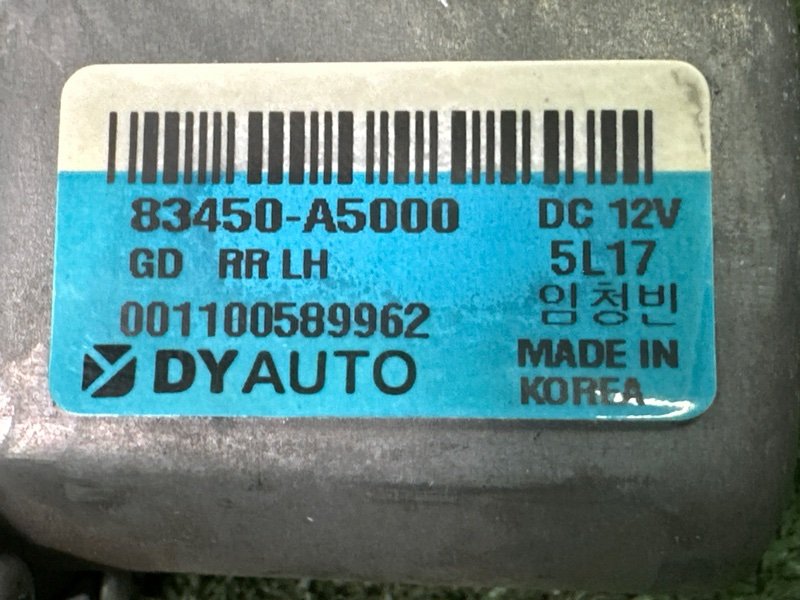 83450-A5000 DC 12V
GD RR LH 5L17
임청빈
001100589962
MADE IN
DYAUTO
KOREA